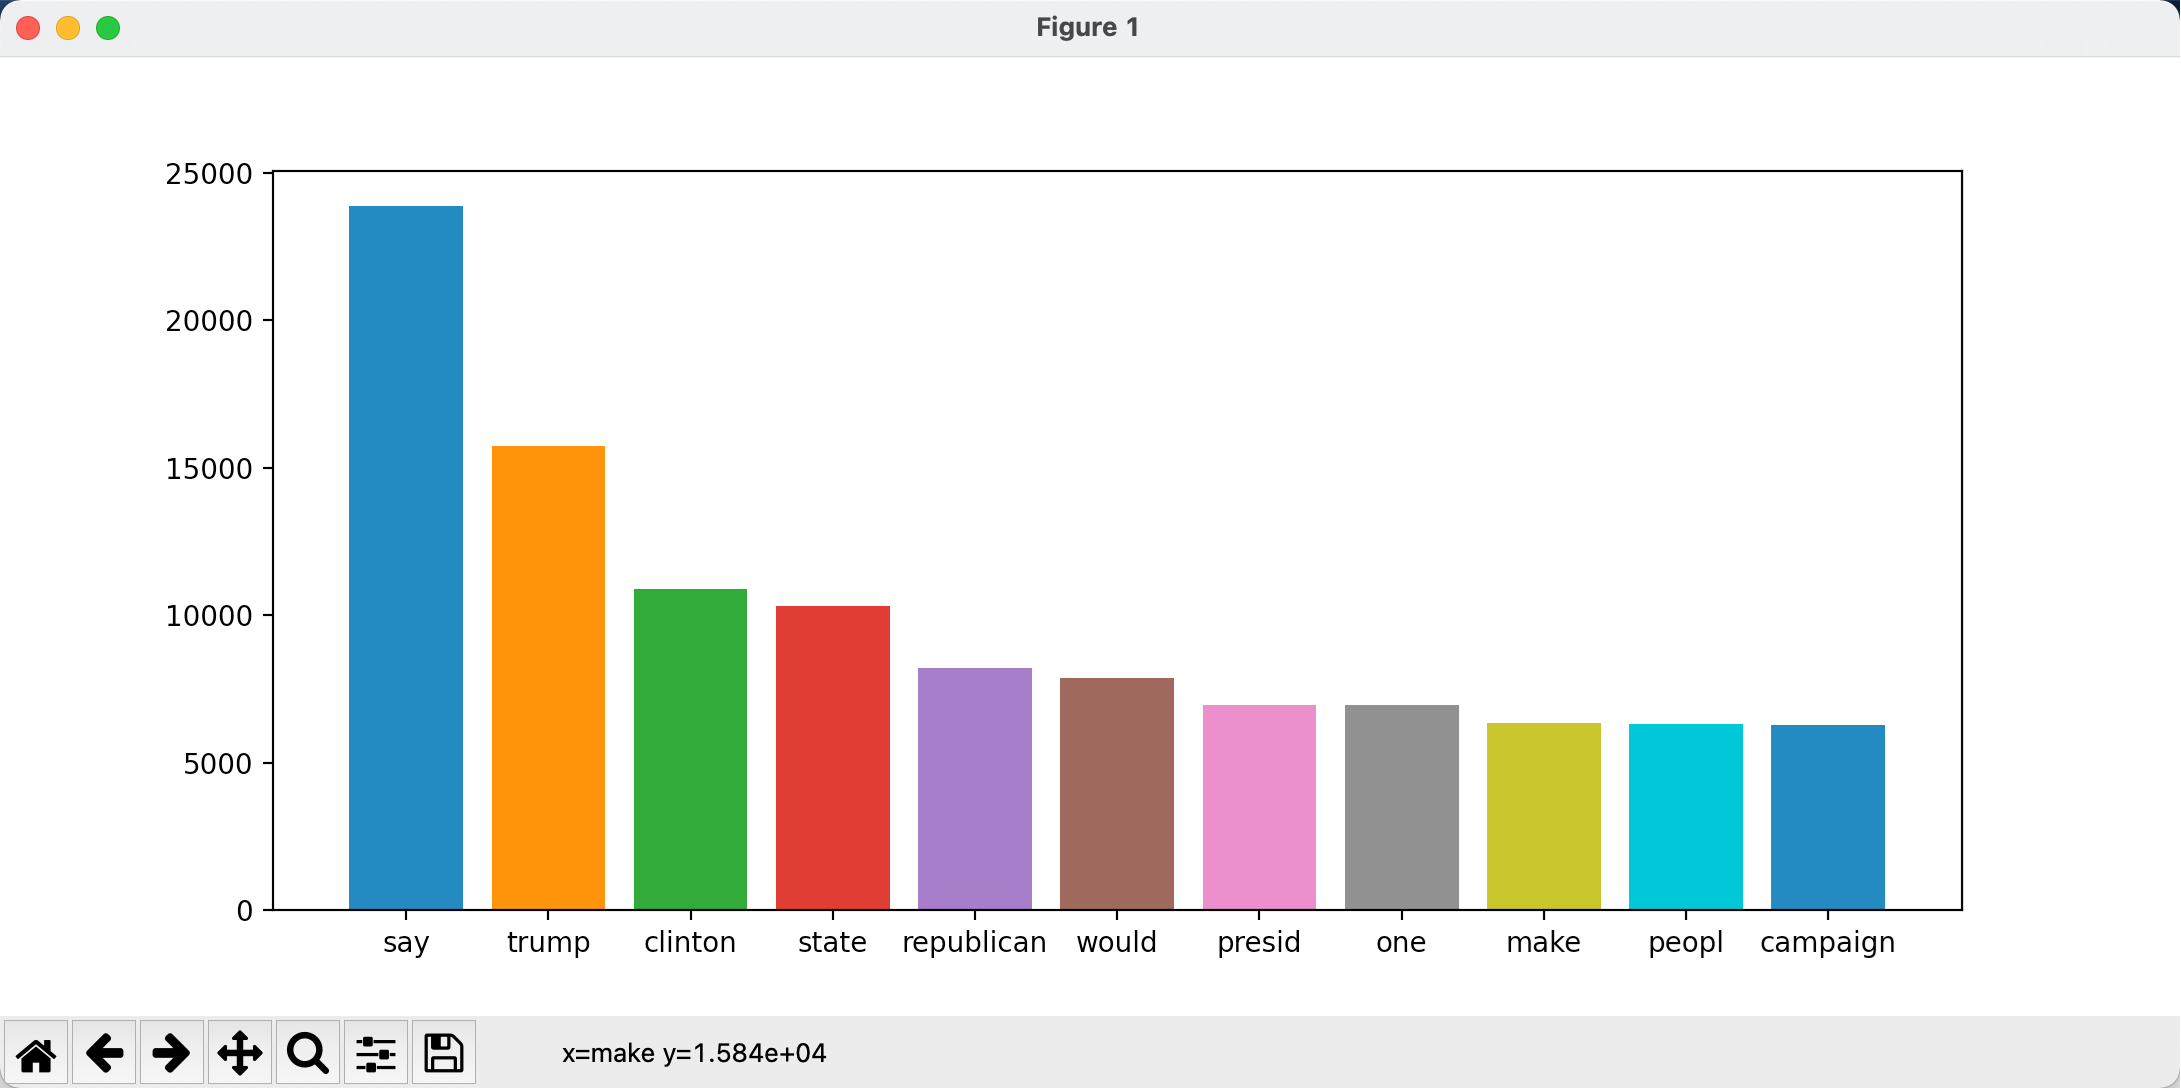 Figure 1
25000
20000
15000
10000
5000
0
say trump clinton state republican would presid one make peopl campaign
x=make y=1.584e+04